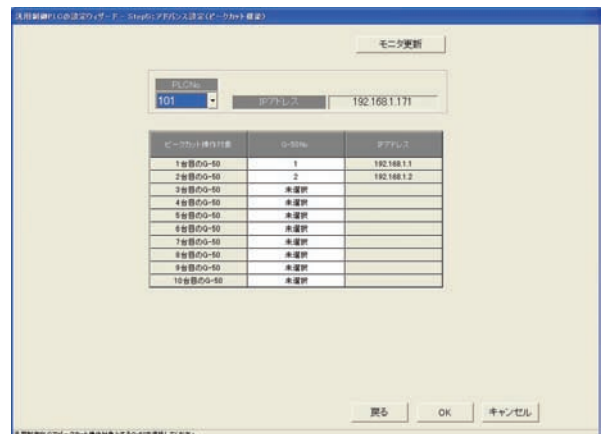 汎用制御PLCの設定ウィザード - Step6:アドバンス設定(ピークカット機能)
モニタ更新
PLCNo.
101 IPアドレス 192.168.1.171
ピークカット操作対象 G-50No. IPアドレス
1台目のG-50 1 192.168.1.1
2台目のG-50 2 192.168.1.2
3台目のG-50 未選択
4台目のG-50 未選択
5台目のG-50 未選択
6台目のG-50 未選択
7台目のG-50 未選択
8台目のG-50 未選択
9台目のG-50 未選択
10台目のG-50 未選択
戻る OK キャンセル